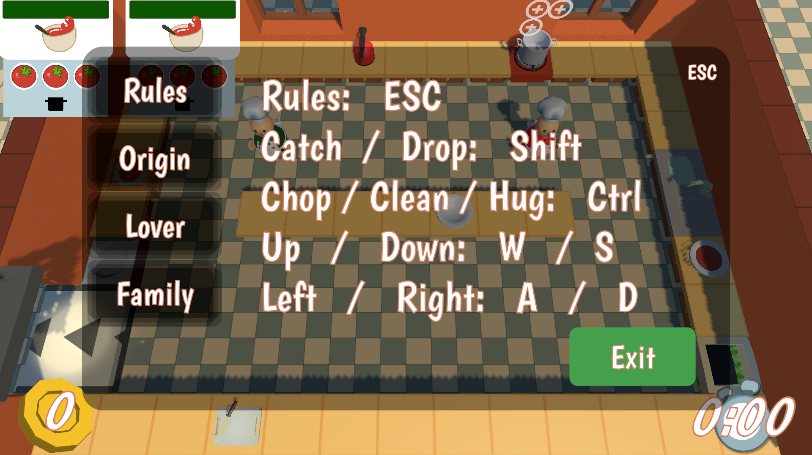 ESC
Rules
Origin
Lover
Family
Rules: ESC
Catch / Drop: Shift
Chop / Clean / Hug: Ctrl
Up / Down: W / S
Left / Right: A / D
Exit
0
0:00